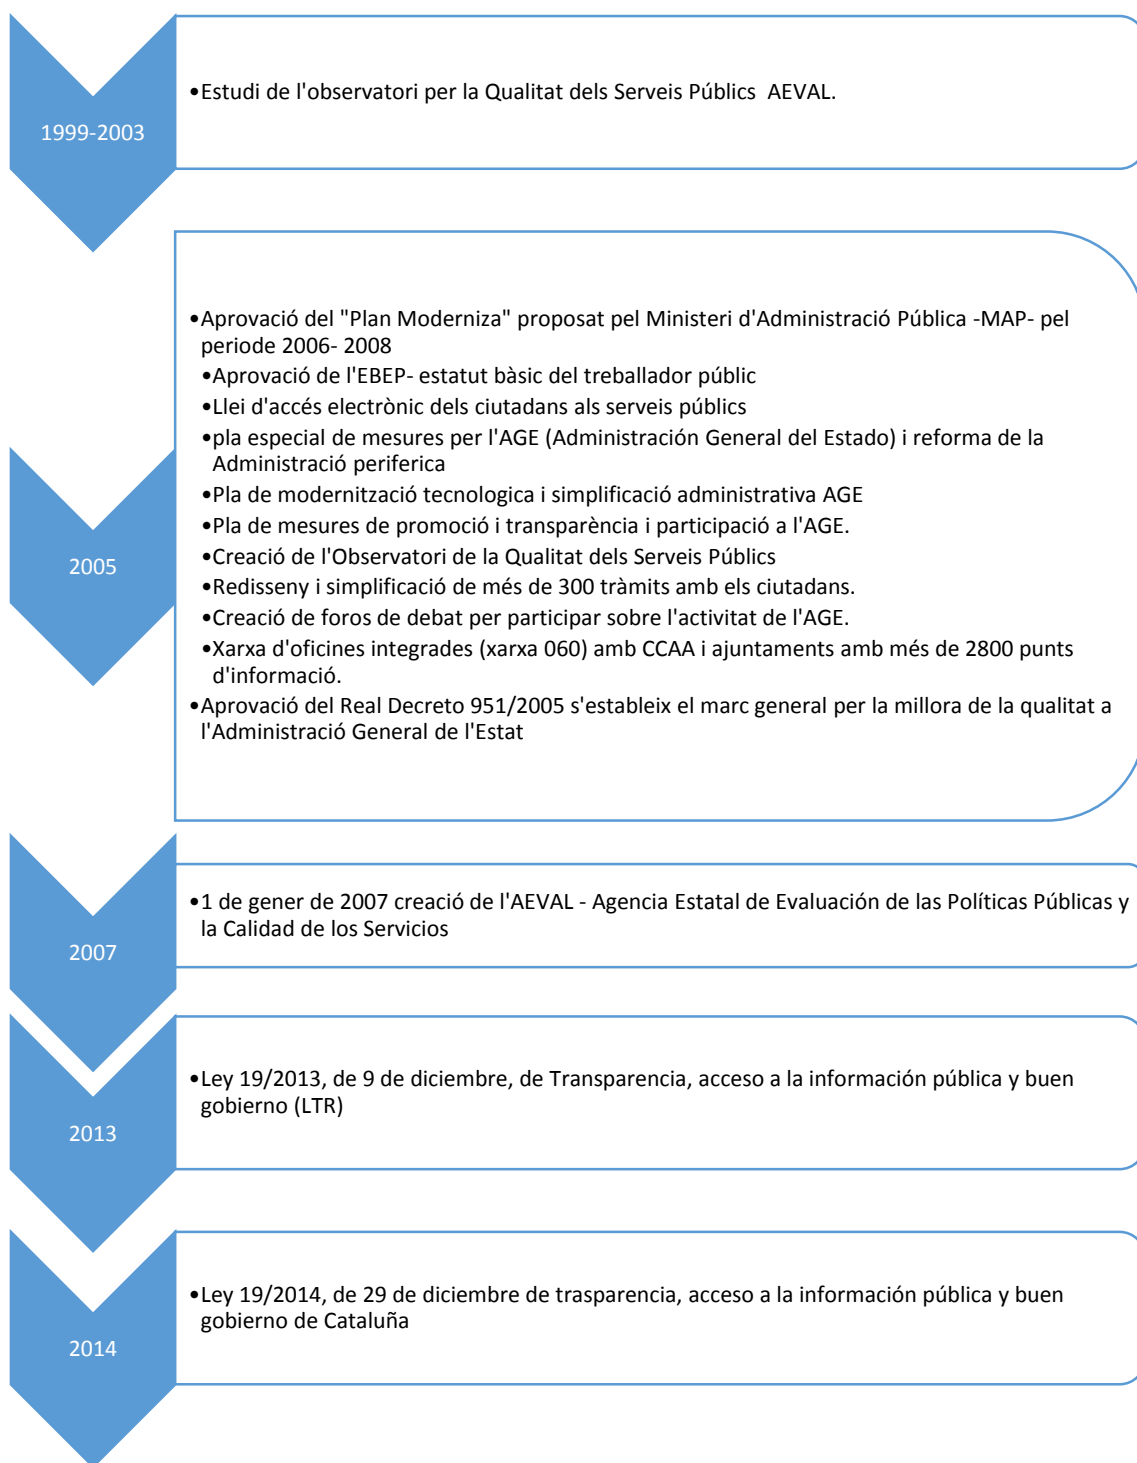 1999-2003
•Estudi de l'observatori per la Qualitat dels Serveis Públics  AEVAL.
2005
•Aprovació del "Plan Moderniza" proposat pel Ministeri d'Administració Pública -MAP- pel
periode 2006- 2008
•Aprovació de l'EBEP- estatut bàsic del treballador públic
•Llei d'accés electrònic dels ciutadans als serveis públics
•pla especial de mesures per l'AGE (Administración General del Estado) i reforma de la
Administració periferica
•Pla de modernització tecnologica i simplificació administrativa AGE
•Pla de mesures de promoció i transparència i participació a l'AGE.
•Creació de l'Observatori de la Qualitat dels Serveis Públics
•Redisseny i simplificació de més de 300 tràmits amb els ciutadans.
•Creació de foros de debat per participar sobre l'activitat de l'AGE.
•Xarxa d'oficines integrades (xarxa 060) amb CCAA i ajuntaments amb més de 2800 punts
d'informació.
•Aprovació del Real Decreto 951/2005 s'estableix el marc general per la millora de la qualitat a
l'Administració General de l'Estat
2007
•1 de gener de 2007 creació de l'AEVAL - Agencia Estatal de Evaluación de las Políticas Públicas y
la Calidad de los Servicios
2013
•Ley 19/2013, de 9 de diciembre, de Transparencia, acceso a la información pública y buen
gobierno (LTR)
2014
•Ley 19/2014, de 29 de diciembre de trasparencia, acceso a la información pública y buen
gobierno de Cataluña